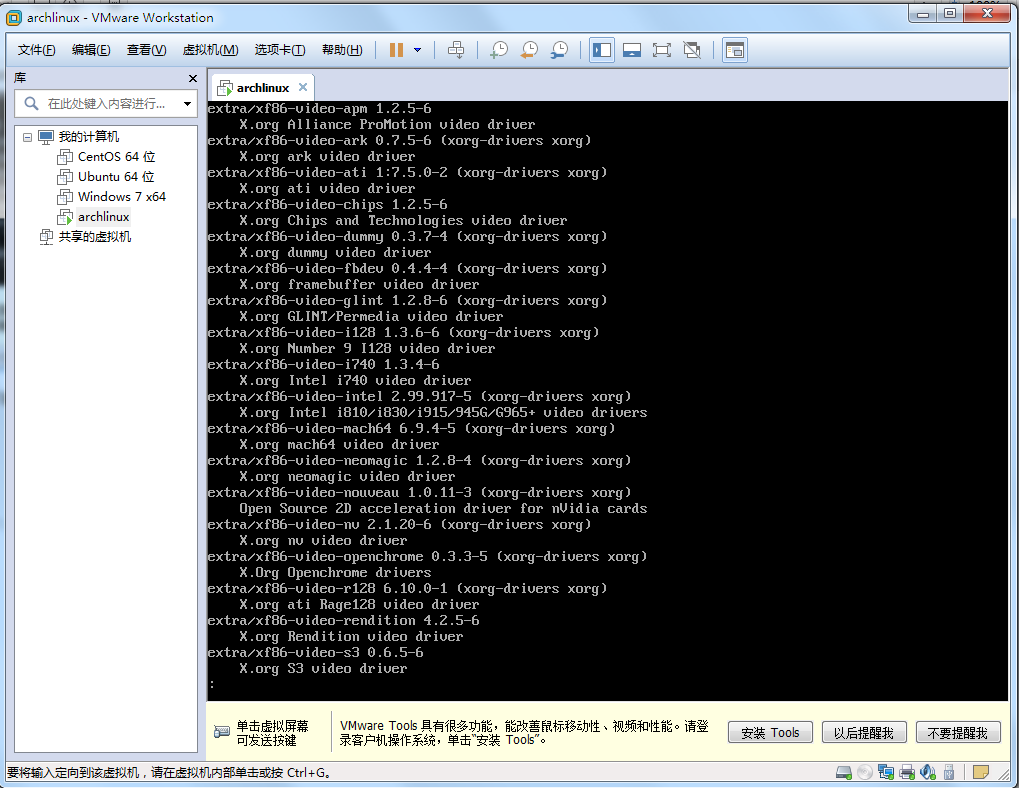 archlinux - VMware Workstation
文件(F) 编辑(E) 查看(V) 虚拟机(M) 选项卡(T) 帮助(H)
库
在此处键入内容进行...
我的计算机
CentOS 64 位
Ubuntu 64 位
Windows 7 x64
archlinux
共享的虚拟机
archlinux
extra/xf86-video-apm 1.2.5-6
X.org Alliance ProMotion video driver
extra/xf86-video-ark 0.7.5-6 (xorg-drivers xorg)
X.org ark video driver
extra/xf86-video-ati 1:7.5.0-2 (xorg-drivers xorg)
X.org ati video driver
extra/xf86-video-chips 1.2.5-6
X.org Chips and Technologies video driver
extra/xf86-video-dummy 0.3.7-4 (xorg-drivers xorg)
X.org dummy video driver
extra/xf86-video-fbdev 0.4.4-4 (xorg-drivers xorg)
X.org framebuffer video driver
extra/xf86-video-glint 1.2.8-6 (xorg-drivers xorg)
X.org GLINT/Permedia video driver
extra/xf86-video-i128 1.3.6-6 (xorg-drivers xorg)
X.org Number 9 I128 video driver
extra/xf86-video-i740 1.3.4-6
X.org Intel i740 video driver
extra/xf86-video-intel 2.99.917-5 (xorg-drivers xorg)
X.org Intel i810/i830/i915/945G/G965+ video drivers
extra/xf86-video-mach64 6.9.4-5 (xorg-drivers xorg)
X.org mach64 video driver
extra/xf86-video-neomagic 1.2.8-4 (xorg-drivers xorg)
X.org neomagic video driver
extra/xf86-video-nouveau 1.0.11-3 (xorg-drivers xorg)
Open Source 2D acceleration driver for nVidia cards
extra/xf86-video-nv 2.1.20-6 (xorg-drivers xorg)
X.org nv video driver
extra/xf86-video-openchrome 0.3.3-5 (xorg-drivers xorg)
X.Org Openchrome drivers
extra/xf86-video-r128 6.10.0-1 (xorg-drivers xorg)
X.org ati Rage128 video driver
extra/xf86-video-rendition 4.2.5-6
X.org Rendition video driver
extra/xf86-video-s3 0.6.5-6
X.org S3 video driver
:
单击虚拟屏幕
可发送按键
VMware Tools 具有很多功能，能改善鼠标移动性、视频和性能。请登
录客户机操作系统，单击“安装 Tools”。
安装 Tools 以后提醒我 不要提醒我
要将输入定向到该虚拟机，请在虚拟机内部单击或按 Ctrl+G。